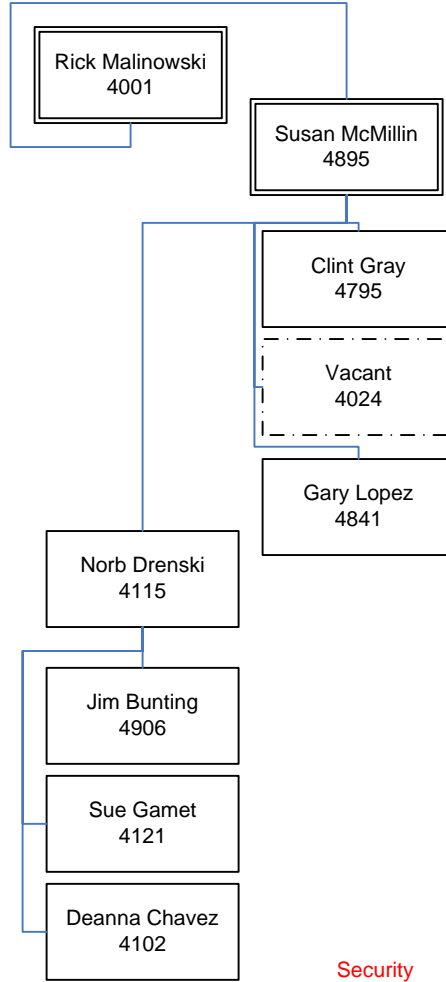 Rick Malinowski
4001
Susan McMillin
4895
Clint Gray
4795
Vacant
4024
Gary Lopez
4841
Norb Drenski
4115
Jim Bunting
4906
Sue Gamet
4121
Deanna Chavez
4102
Security